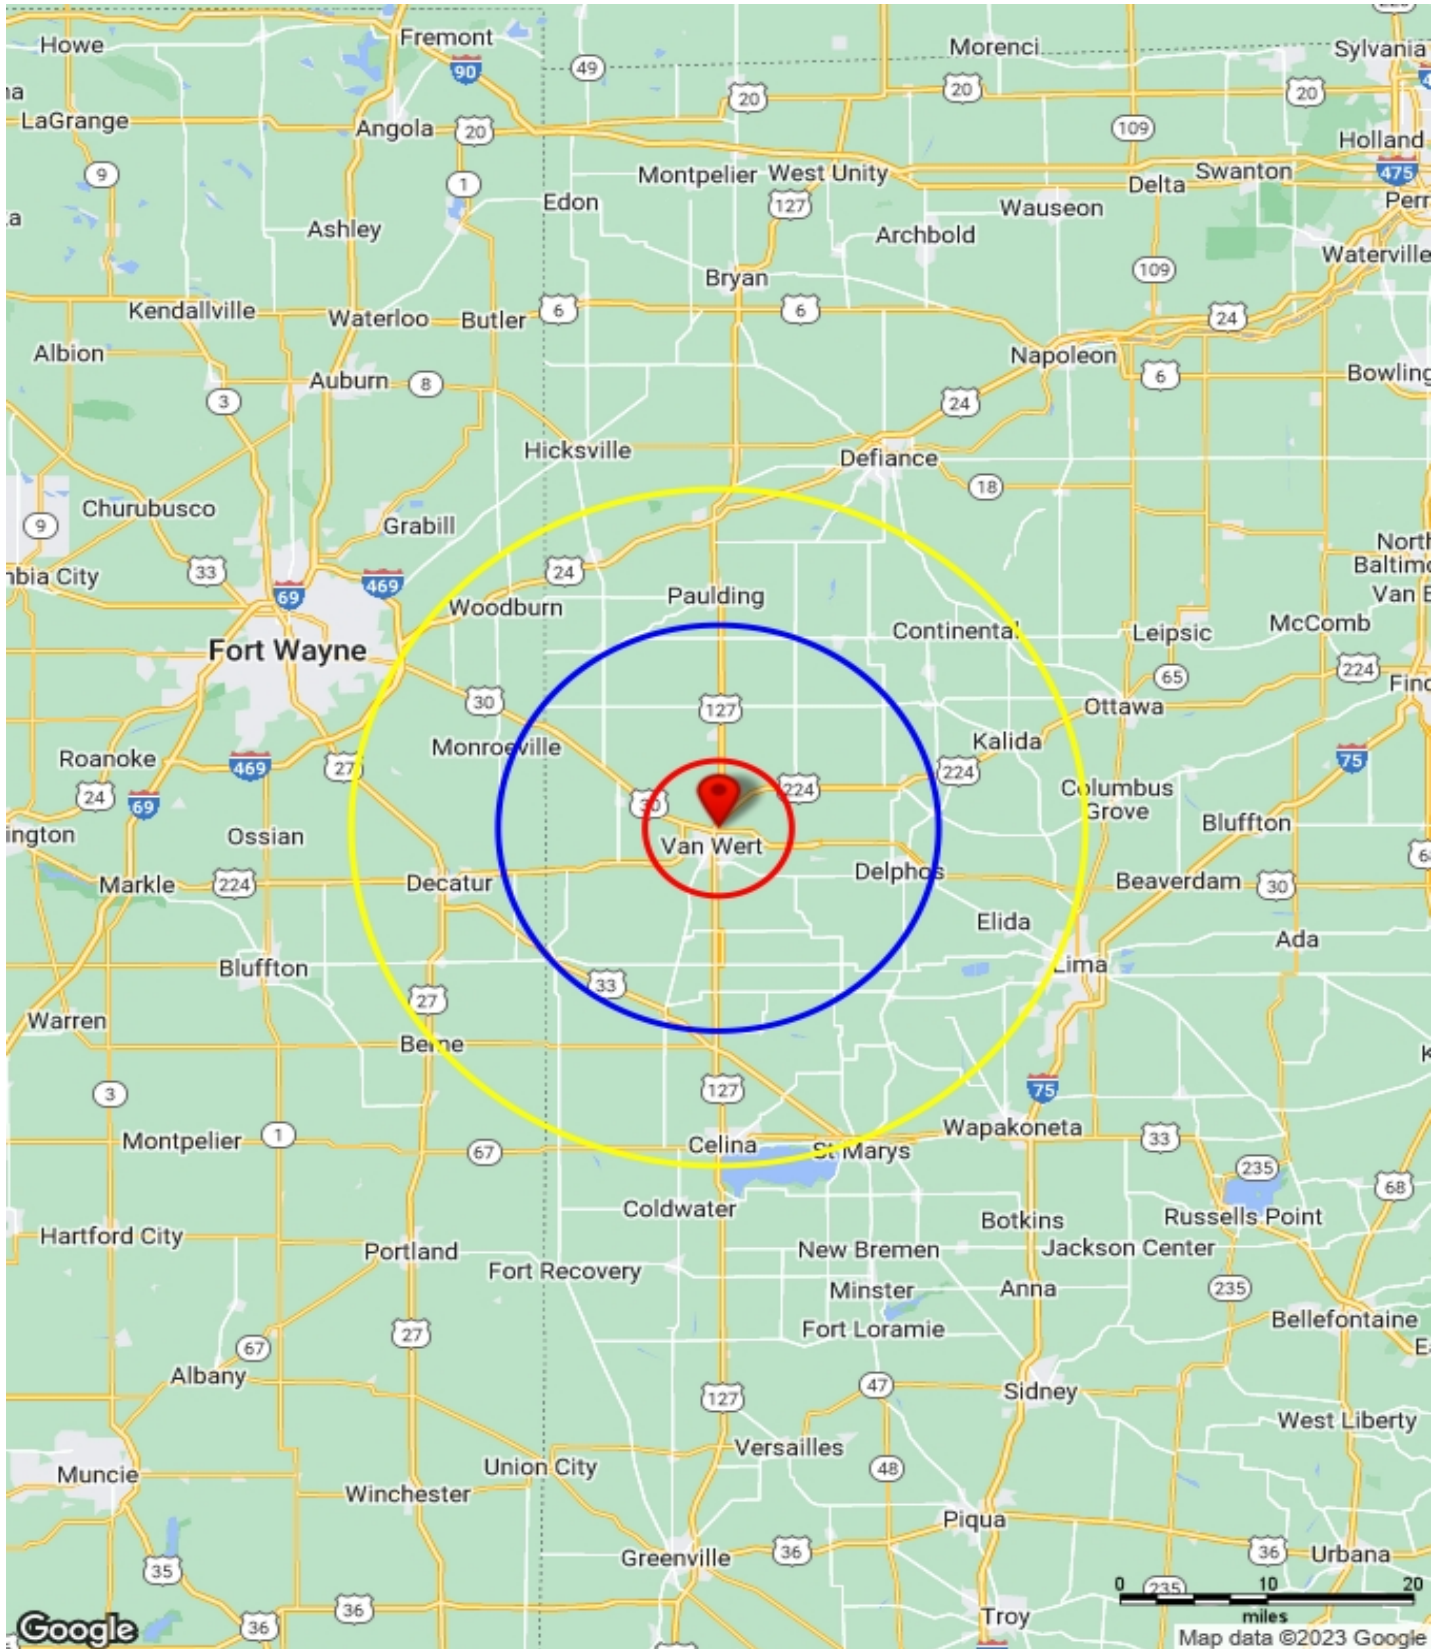 Howe
Fremont
Morenci
Sylvania
90
49
20
20
20
LaGrange
Angola
20
109
Holland
9
Montpelier
West Unity
Swanton
475
1
Delta
Edon
127
Wauseon
Perr
Ashley
Archbold
Waterville
109
Bryan
Kendallville
Waterloo
Butler
6
6
24
Albion
Napoleon
Auburn
8
6
Bowling
3
24
Hicksville
Defiance
18
Churubusco
9
Grabill
North
33
24
469
Baltimo
nbia City
69
Woodburn
Paulding
Van B
Continental
Leipsic
McComb
Fort Wayne
65
224
30
127
Find
Ottawa
Monroeville
Kalida
Roanoke
469
27
224
75
24
69
30
224
Columbus
Grove
ington
Ossian
Van Wert
Bluffton
Markle
224
Decatur
Delphos
Beaverdam
30
Elida
Ada
Bluffton
Lima
33
27
Warren
Berne
3
127
75
Montpelier
1
67
Celina
St Marys
Wapakoneta
33
235
68
Coldwater
Botkins
Russells Point
Hartford City
Portland
New Bremen
Jackson Center
Fort Recovery
Minster
Anna
235
27
Fort Loramie
Bellefontaine
67
Albany
127
47
Sidney
West Liberty
Versailles
Muncie
Union City
48
Winchester
Piqua
Greenville
36
36
Urbana
35
0
235
10
20
36
36
Troy
miles
Google
Map data ©2023 Google